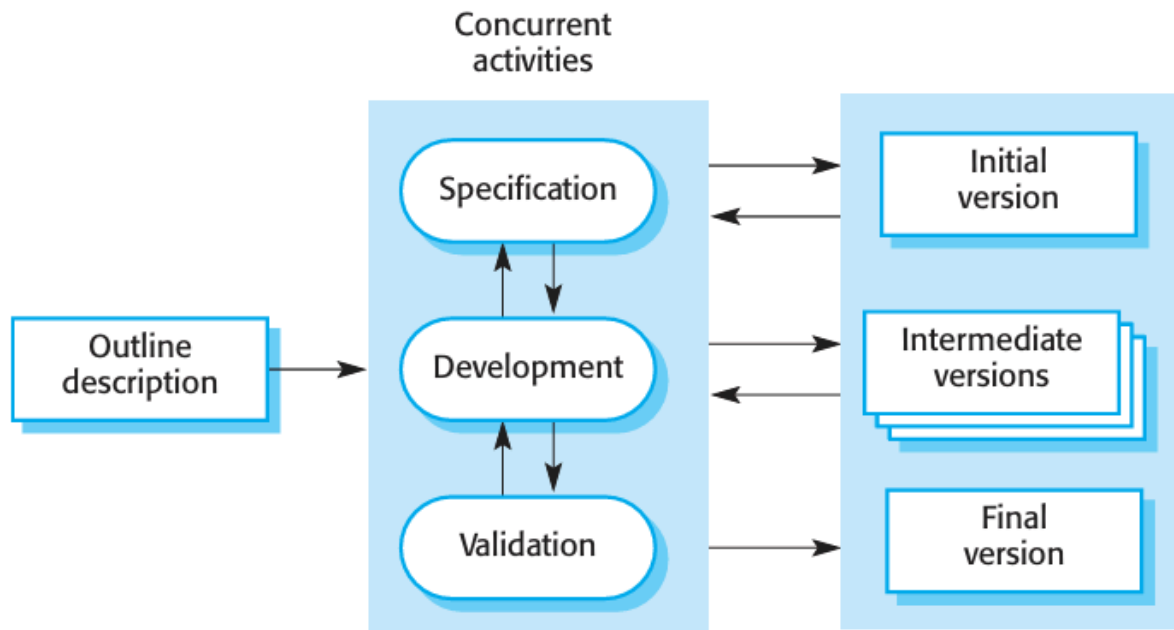 Concurrent
activities
Specification
Initial
version
Outline
description
Development
Intermediate
versions
Validation
Final
version